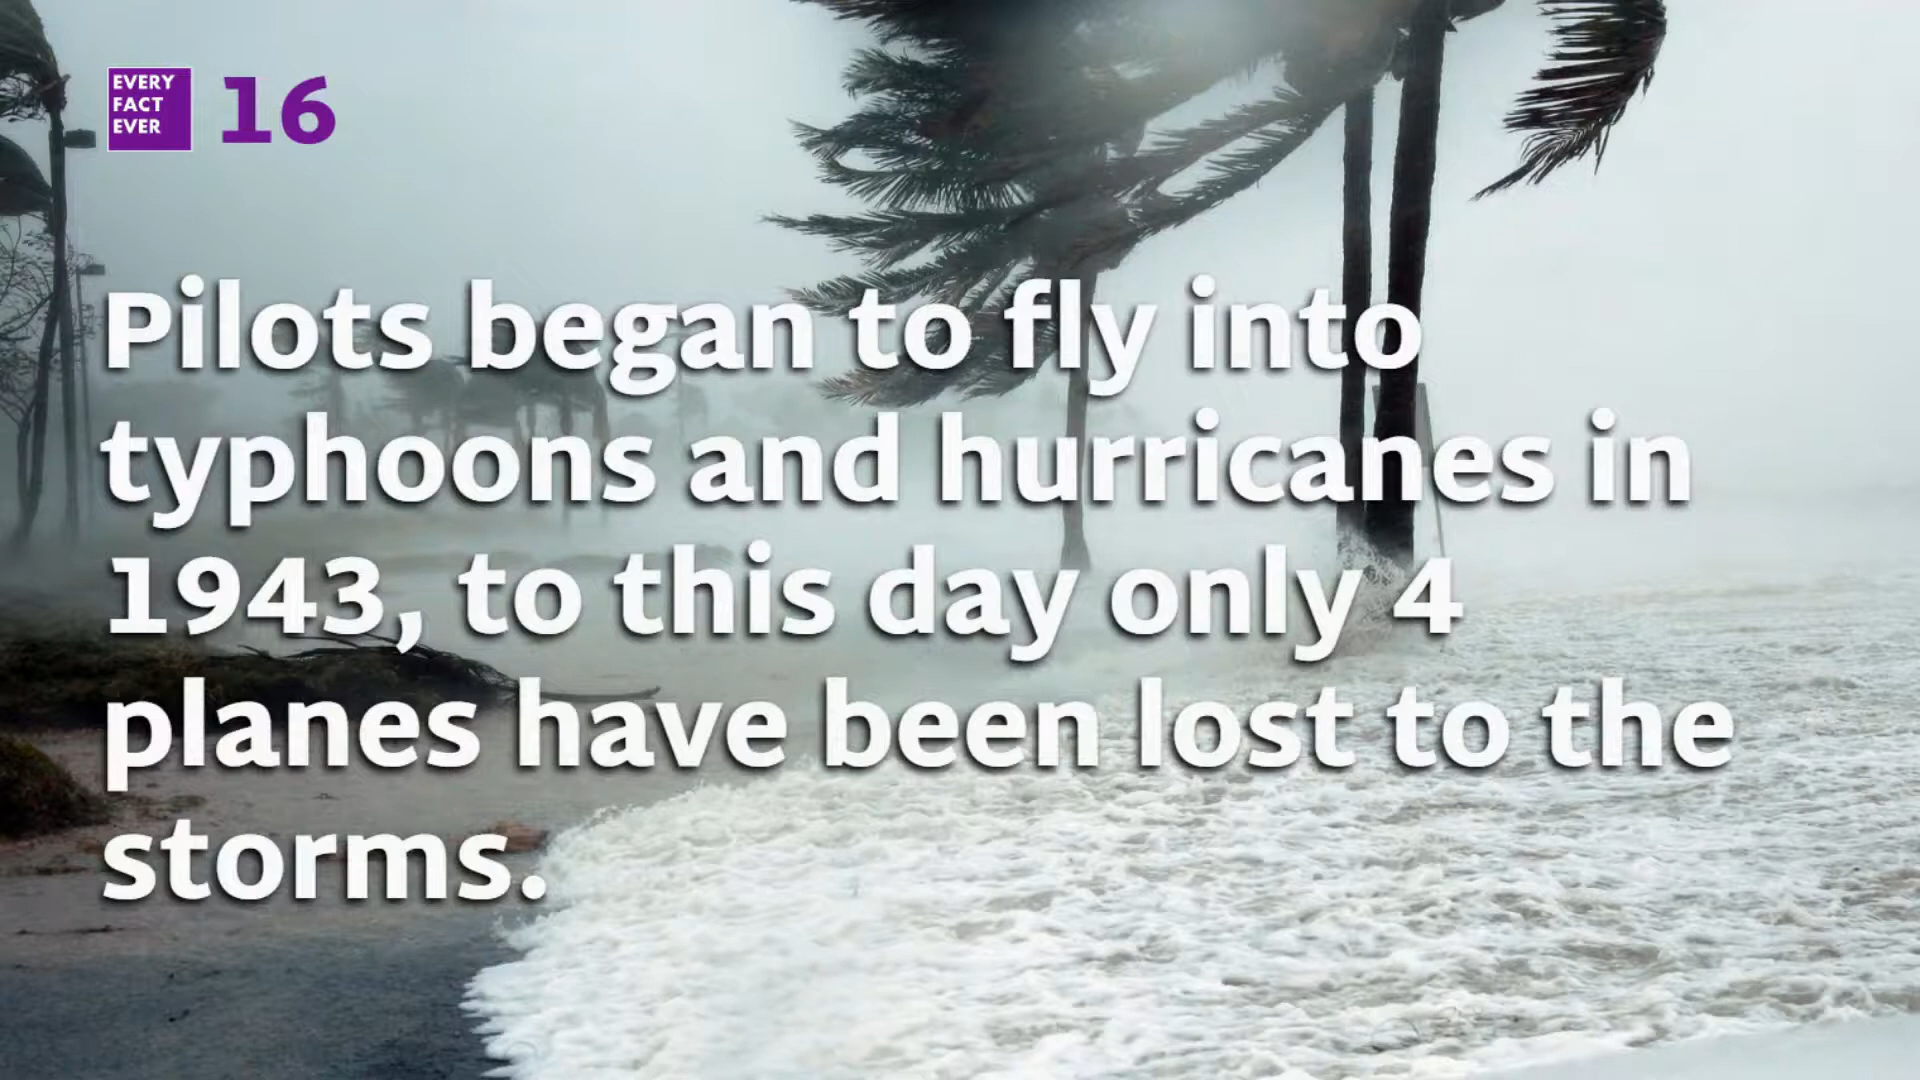 EVERY
FACT
EVER
16
Pilots began to fly into
typhoons and hurricanes in
1943, to this day only 4
planes have been lost to the
storms.